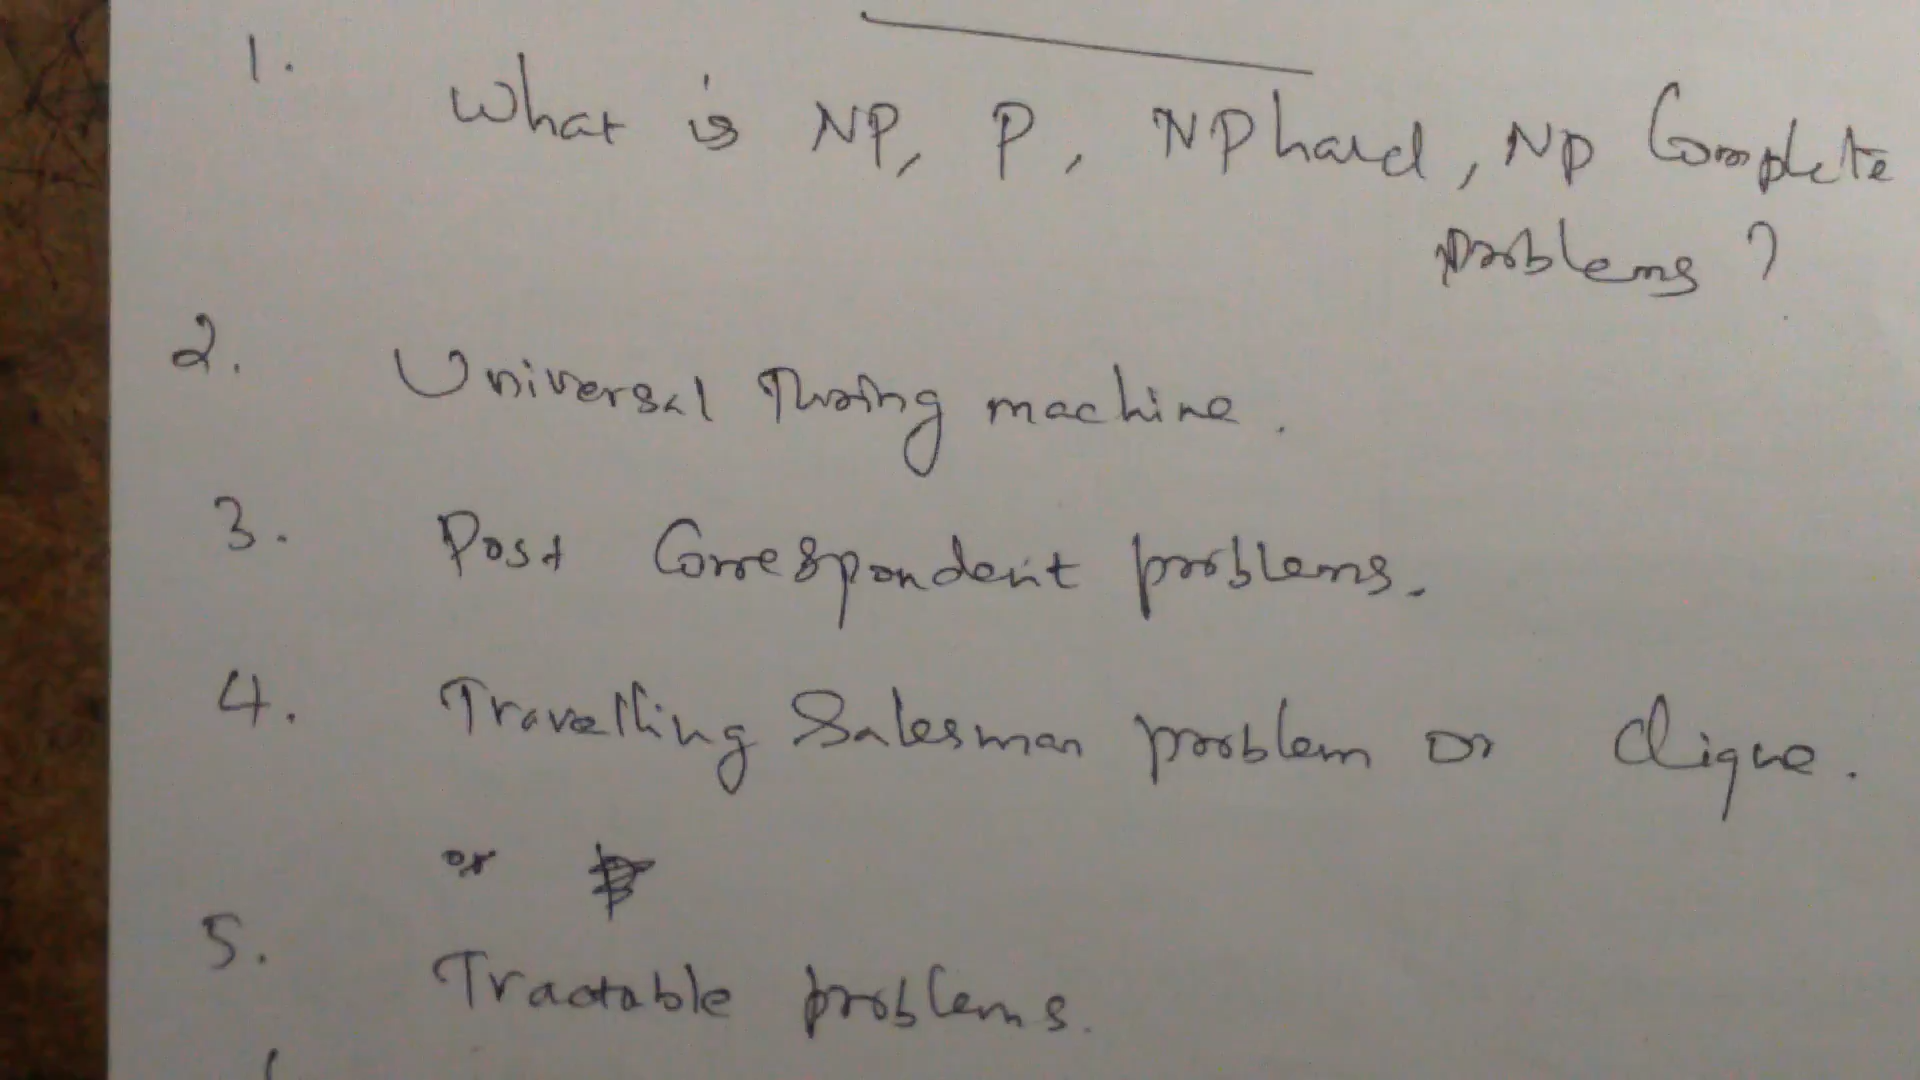 1. What is NP, P, NP hard, NP Complete
problems?
2. Universal Turing machine.
3. Post Correspondent problems.
4. Travelling Salesman problem or Clique.
or
5. Tractable problems.